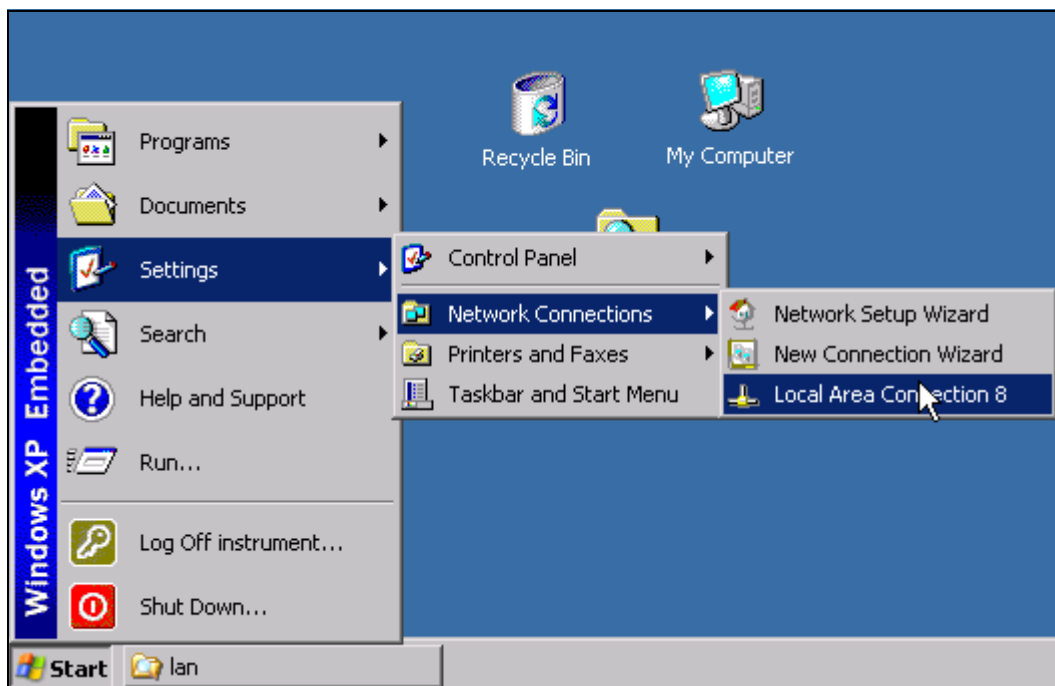 Recycle Bin
My Computer
Windows XP Embedded
Programs
Documents
Settings
Search
Help and Support
Run...
Log Off instrument...
Shut Down...
Control Panel
Network Connections
Printers and Faxes
Taskbar and Start Menu
Network Setup Wizard
New Connection Wizard
Local Area Connection 8
Start
lan